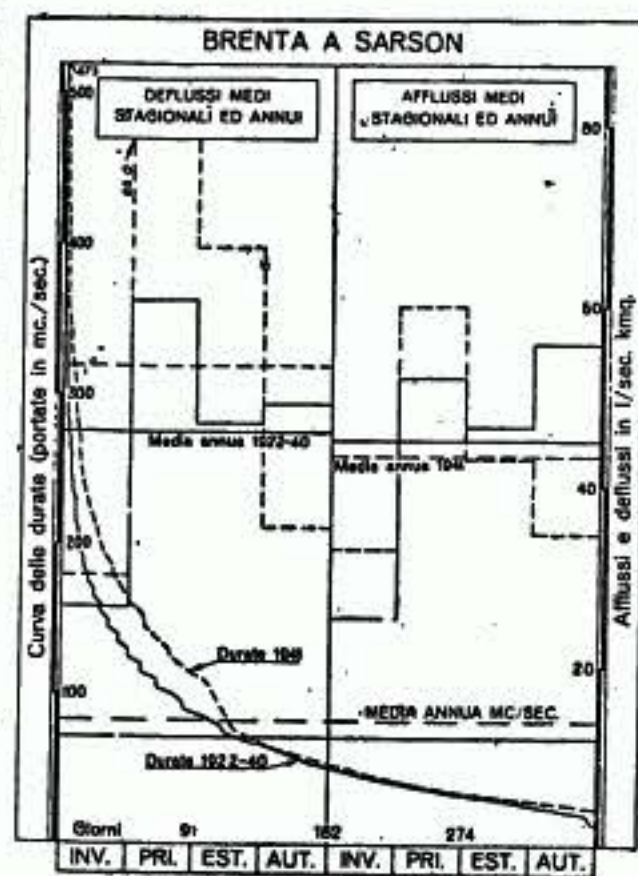 BRENTA A SARSON
DEFLUSSI MEDI
STAGIONALI ED ANNUI
AFFLUSSI MEDI
STAGIONALI ED ANNUI
Curva delle durate (portate in mc./sec.)
500
400
300
200
100
Media annua 1922-40
Media annua 1941
Durate 1941
MEDIA ANNUA MC/SEC.
Durate 1922-40
80
50
40
20
Afflussi e deflussi in l/sec. kmq.
Giorni 91 182 274
INV. PRI. EST. AUT. INV. PRI. EST. AUT.